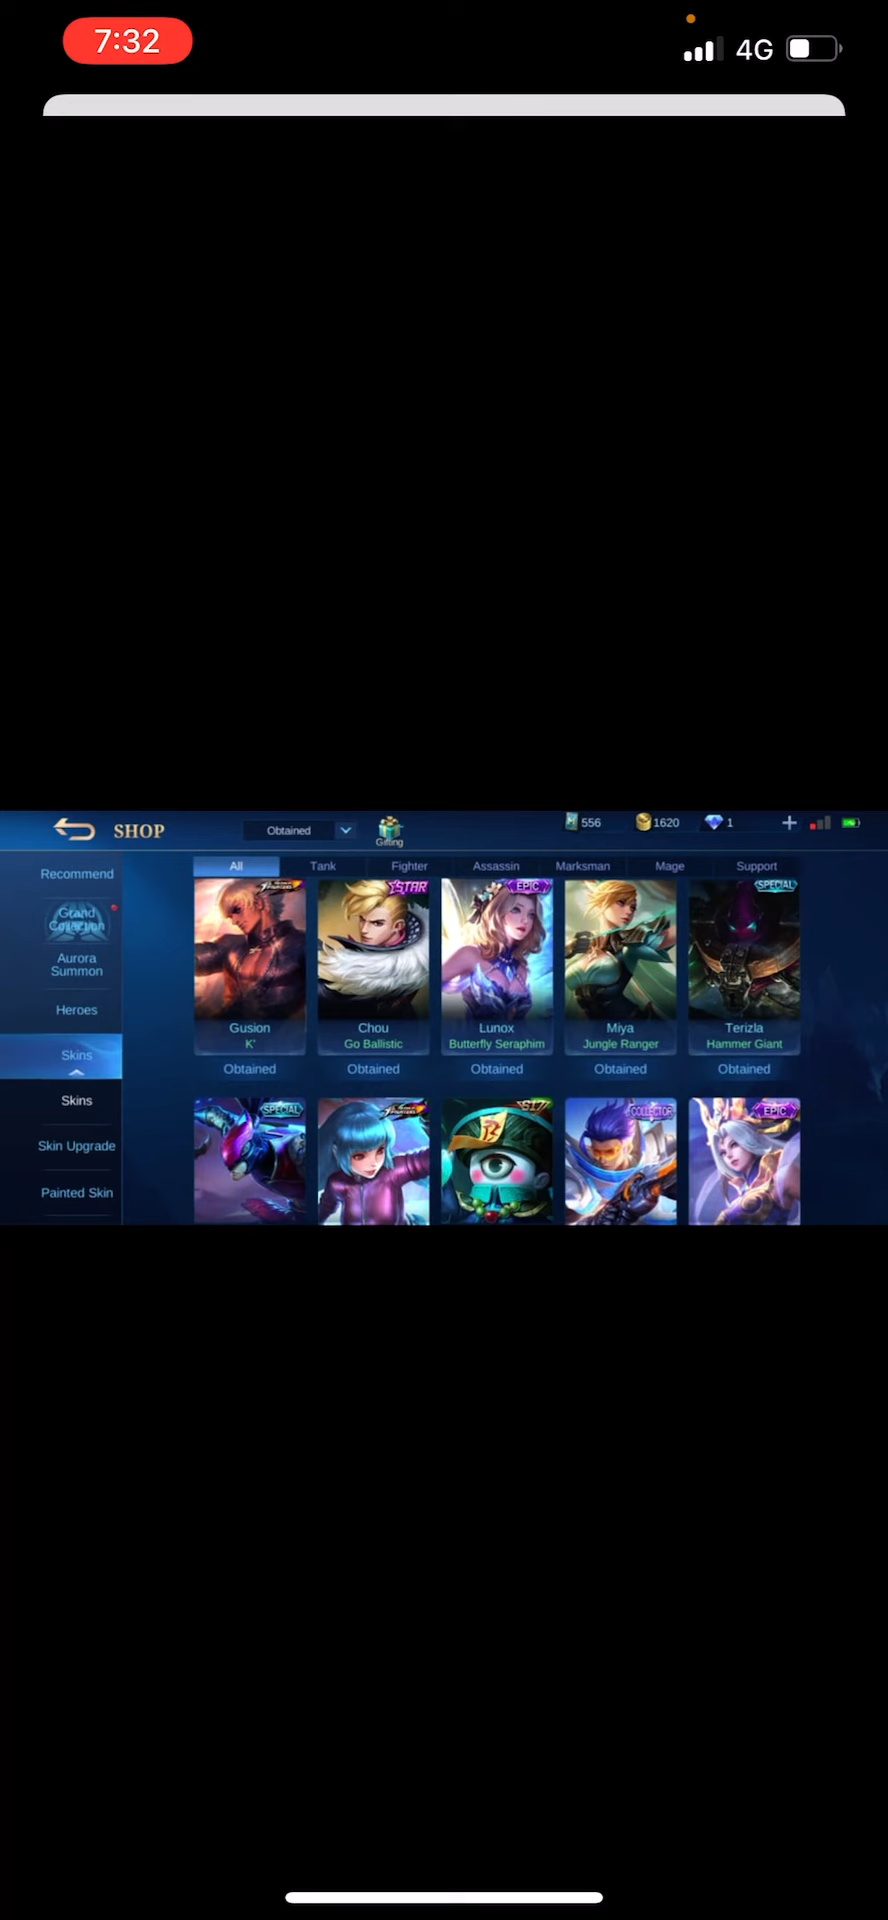 7:32
4G
SHOP
Obtained
Gifting
556
1620
1
Recommend
Grand
Collection
Aurora
Summon
Heroes
Skins
Skins
Skin Upgrade
Painted Skin
All
Tank
Fighter
Assassin
Marksman
Mage
Support
STAR
EPIC
SPECIAL
Gusion
Chou
Lunox
Miya
Terizla
K'
Go Ballistic
Butterfly Seraphim
Jungle Ranger
Hammer Giant
Obtained
Obtained
Obtained
Obtained
Obtained
SPECIAL
S17
COLLECTOR
EPIC